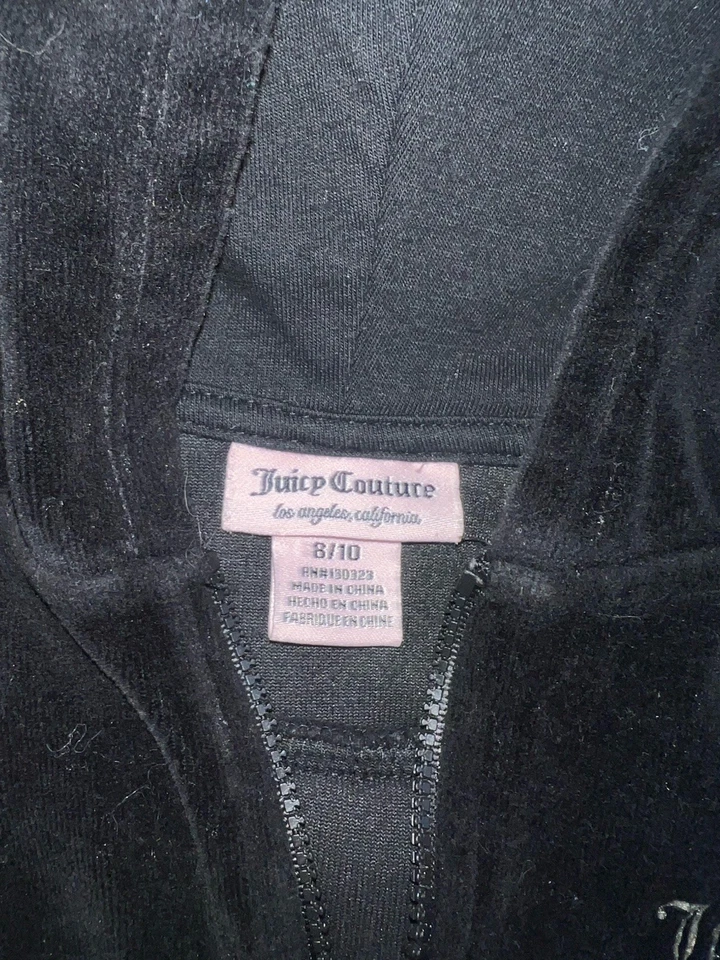 Juicy Couture
los angeles, california
8/10
RN#130323
MADE IN CHINA
HECHO EN CHINA
FABRIQUE EN CHINE